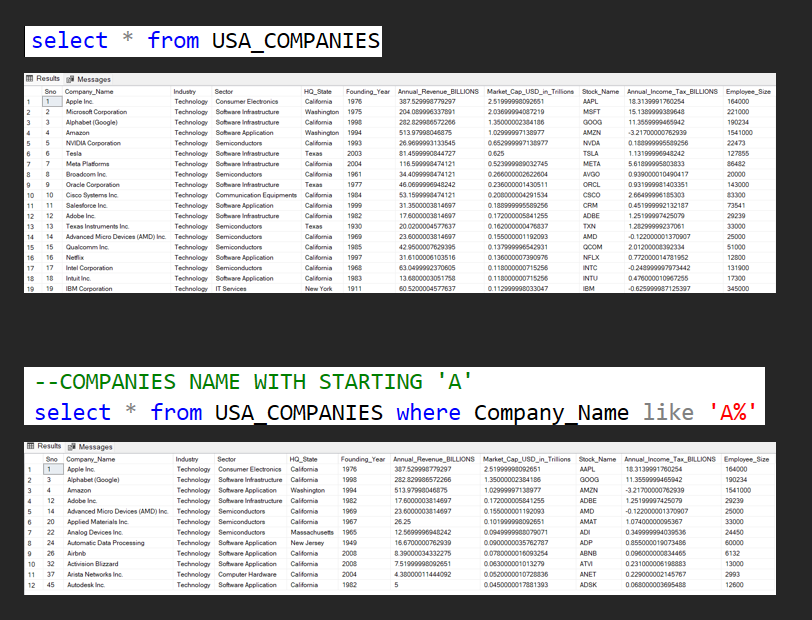 select * from USA_COMPANIES
Results Messages
Sno Company_Name Industry Sector HQ_State Founding_Year Annual_Revenue_BILLIONS Market_Cap_USD_in_Trillions Stock_Name Annual_Income_Tax_BILLIONS Employee_Size
1 1 Apple Inc. Technology Consumer Electronics California 1976 387.529998779297 2.51999998092651 AAPL 18.3139991760254 164000
2 2 Microsoft Corporation Technology Software Infrastructure Washington 1975 204.089996337891 2.0369994087219 MSFT 15.1389999389648 221000
3 3 Alphabet (Google) Technology Software Infrastructure California 1998 282.829986572266 1.35000002384186 GOOG 11.3559999465942 190234
4 4 Amazon Technology Software Application Washington 1994 513.9798046875 1.02999997138977 AMZN -3.21700000762939 1541000
5 5 NVIDIA Corporation Technology Semiconductors California 1993 26.9699993133545 0.652999997138977 NVDA 0.188999995589256 22473
6 6 Tesla Technology Software Infrastructure Texas 2003 81.4599990844727 0.625 TSLA 1.13199996948242 127855
7 7 Meta Platforms Technology Software Infrastructure California 2004 116.598999984741 0.523999989032745 META 5.61899995803833 86482
8 8 Broadcom Inc. Technology Semiconductors California 1961 34.4099998474121 0.266000002622604 AVGO 0.939000010490417 20000
9 9 Oracle Corporation Technology Software Infrastructure Texas 1977 46.0699996948242 0.236000001430511 ORCL 0.931999981403351 143000
10 10 Cisco Systems Inc. Technology Communication Equipments California 1984 53.1599998474121 0.208000004291534 CSCO 2.66499996185303 83300
11 11 Salesforce Inc. Technology Software Application California 1999 31.3500003814697 0.188999995589256 CRM 0.451999992132187 73541
12 12 Adobe Inc. Technology Software Infrastructure California 1982 17.6000003814697 0.172000005841255 ADBE 1.25199997425079 29239
13 13 Texas Instruments Inc. Technology Semiconductors Texas 1930 20.0200004577637 0.162000000476837 TXN 1.28299999237061 33000
14 14 Advanced Micro Devices (AMD) Inc. Technology Semiconductors California 1969 23.6000003814697 0.155000001192093 AMD -0.122000001370907 25000
15 15 Qualcomm Inc. Technology Semiconductors California 1985 42.9500007629395 0.137999996542931 QCOM 2.01200008392334 51000
16 16 Netflix Technology Software Application California 1997 31.6100006103516 0.136000007390976 NFLX 0.772000014781952 12800
17 17 Intel Corporation Technology Semiconductors California 1968 63.0499992370605 0.118000000715256 INTC -0.248999997973442 131900
18 18 Intuit Inc. Technology Software Application California 1983 13.6800003051758 0.118000000715256 INTU 0.476000010967255 17300
19 19 IBM Corporation Technology IT Services New York 1911 60.5200004577637 0.112999998033047 IBM -0.625999987125397 345000
--COMPANIES NAME WITH STARTING 'A'
select * from USA_COMPANIES where Company_Name like 'A%'
Results Messages
Sno Company_Name Industry Sector HQ_State Founding_Year Annual_Revenue_BILLIONS Market_Cap_USD_in_Trillions Stock_Name Annual_Income_Tax_BILLIONS Employee_Size
1 1 Apple Inc. Technology Consumer Electronics California 1976 387.529998779297 2.51999998092651 AAPL 18.3139991760254 164000
2 3 Alphabet (Google) Technology Software Infrastructure California 1998 282.829986572266 1.35000002384186 GOOG 11.3559999465942 190234
3 4 Amazon Technology Software Application Washington 1994 513.97980046875 1.02999997138977 AMZN -3.21700000762939 1541000
4 12 Adobe Inc. Technology Software Infrastructure California 1982 17.6000003814697 0.172000005841255 ADBE 1.25199997425079 29239
5 14 Advanced Micro Devices (AMD) Inc. Technology Semiconductors California 1969 23.6000003814697 0.155000001192093 AMD -0.122000001370907 25000
6 20 Applied Materials Inc. Technology Semiconductors California 1967 26.25 0.101999998092651 AMAT 1.07400000095367 33000
7 22 Analog Devices Inc. Technology Semiconductors Massachusetts 1965 12.5699996948242 0.0949999988079071 ADI 0.349999994039536 24450
8 24 Automatic Data Processing Technology Software Application New Jersey 1949 16.6700000762939 0.0900000035762787 ADP 0.855000019073486 60000
9 26 Airbnb Technology Software Application California 2008 8.39000034332275 0.0780000016093254 ABNB 0.096000000834465 6132
10 32 Activision Blizzard Technology Software Application California 2008 7.51999998092651 0.063000001013279 ATVI 0.231000006198883 13000
11 37 Arista Networks Inc. Technology Computer Hardware California 2004 4.38000011444092 0.0520000010728836 ANET 0.229000002145767 2993
12 45 Autodesk Inc. Technology Software Application California 1982 5 0.0450000017881393 ADSK 0.068000003695488 12600